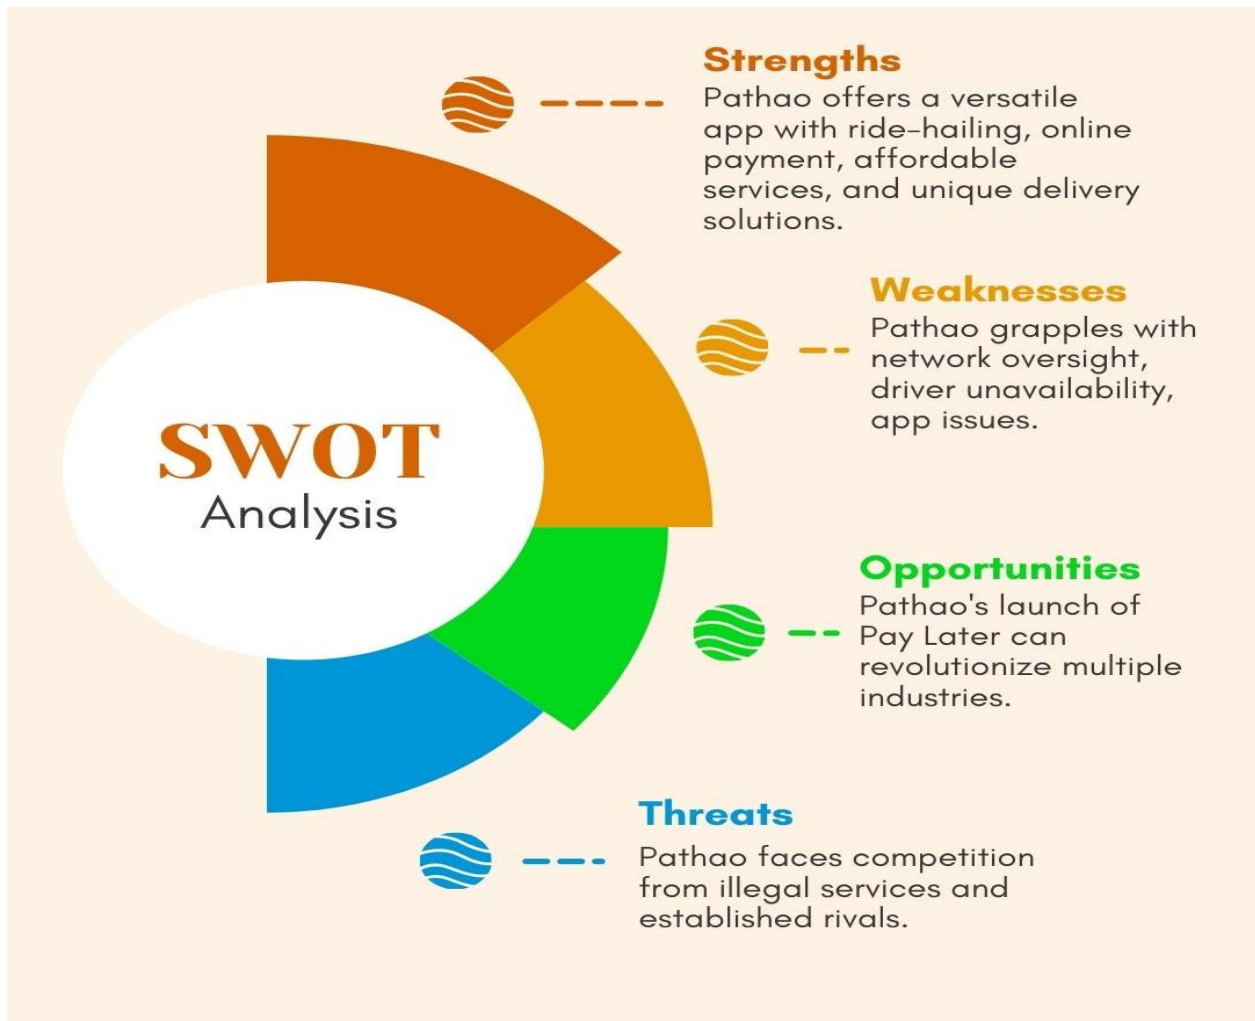 Strengths
Pathao offers a versatile
app with ride-hailing, online
payment, affordable
services, and unique delivery
solutions.
Weaknesses
Pathao grapples with
network oversight,
driver unavailability,
app issues.
SWOT
Analysis
Opportunities
Pathao's launch of
Pay Later can
revolutionize multiple
industries.
Threats
Pathao faces competition
from illegal services and
established rivals.